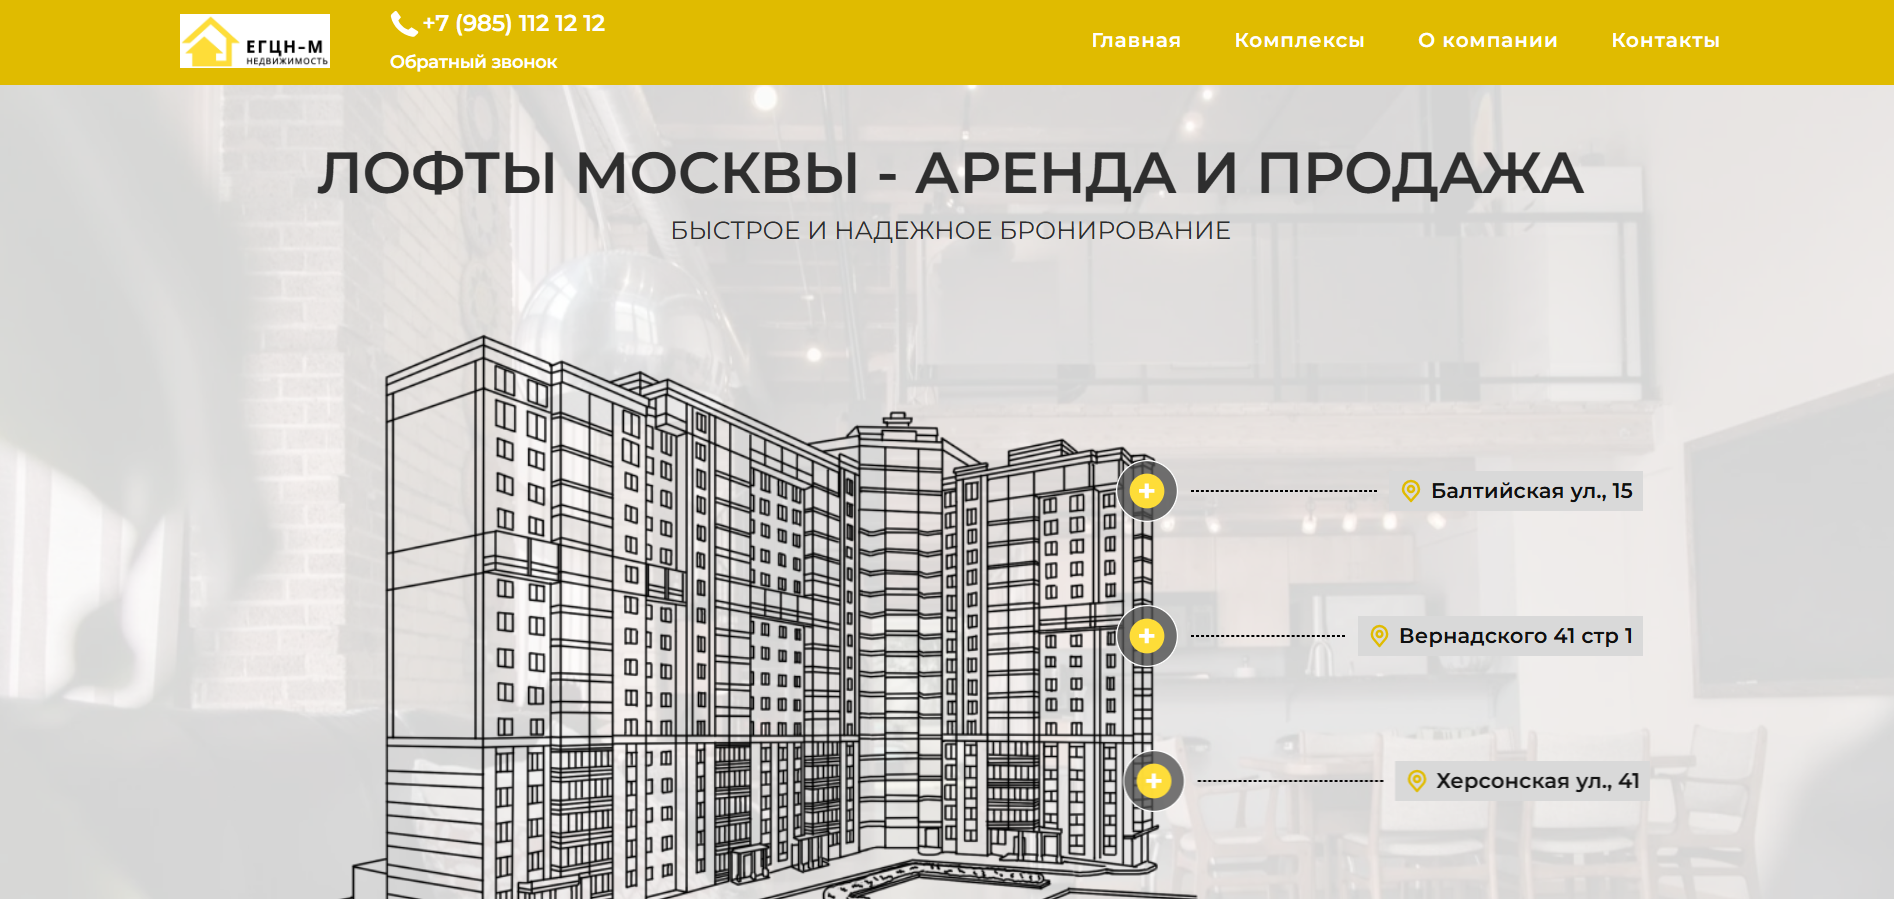 ЕГЦН-М
НЕДВИЖИМОСТЬ
+7 (985) 112 12 12
Обратный звонок
Главная
Комплексы
О компании
Контакты
ЛОФТЫ МОСКВЫ - АРЕНДА И ПРОДАЖА
БЫСТРОЕ И НАДЕЖНОЕ БРОНИРОВАНИЕ
Балтийская ул., 15
Вернадского 41 стр 1
Херсонская ул., 41